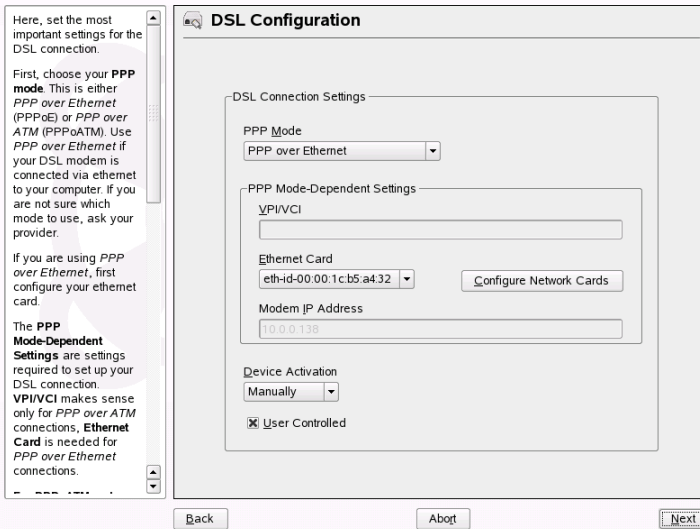 Here, set the most
important settings for the
DSL connection.
First, choose your PPP
mode. This is either
PPP over Ethernet
(PPPoE) or PPP over
ATM (PPPoATM). Use
PPP over Ethernet if
your DSL modem is
connected via ethernet
to your computer. If you
are not sure which
mode to use, ask your
provider.
If you are using PPP
over Ethernet, first
configure your ethernet
card.
The PPP
Mode-Dependent
Settings are settings
required to set up your
DSL connection.
VPI/VCI makes sense
only for PPP over ATM
connections, Ethernet
Card is needed for
PPP over Ethernet
connections.
DSL Configuration
DSL Connection Settings
PPP Mode
PPP over Ethernet
PPP Mode-Dependent Settings
VPI/VCI
Ethernet Card
eth-id-00:00:1c:b5:a4:32
Configure Network Cards
Modem IP Address
10.0.0.138
Device Activation
Manually
User Controlled
Back
Abort
Next